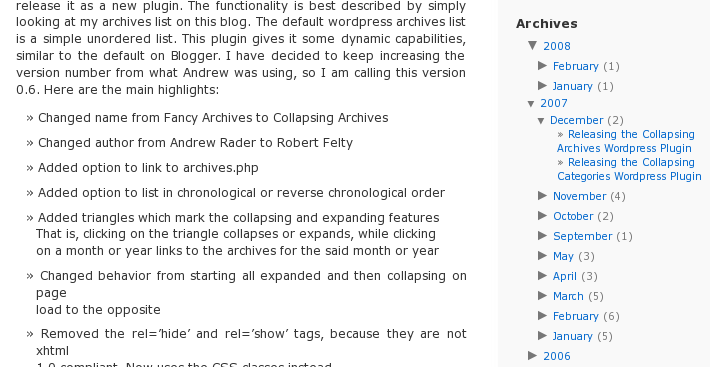 release it as a new plugin. The functionality is best described by simply
looking at my archives list on this blog. The default wordpress archives list
is a simple unordered list. This plugin gives it some dynamic capabilities,
similar to the default on Blogger. I have decided to keep increasing the
version number from what Andrew was using, so I am calling this version
0.6. Here are the main highlights:
» Changed name from Fancy Archives to Collapsing Archives
» Changed author from Andrew Rader to Robert Felty
» Added option to link to archives.php
» Added option to list in chronological or reverse chronological order
» Added triangles which mark the collapsing and expanding features
That is, clicking on the triangle collapses or expands, while clicking
on a month or year links to the archives for the said month or year
» Changed behavior from starting all expanded and then collapsing on
page
load to the opposite
» Removed the rel='hide' and rel='show' tags, because they are not
xhtml
1.0 compliant. Now uses the CSS classes instead
Archives
▼ 2008
▶ February (1)
▶ January (1)
▼ 2007
▼ December (2)
» Releasing the Collapsing
Archives Wordpress Plugin
» Releasing the Collapsing
Categories Wordpress Plugin
▶ November (4)
▶ October (2)
▶ September (1)
▶ May (3)
▶ April (3)
▶ March (5)
▶ February (6)
▶ January (5)
▶ 2006